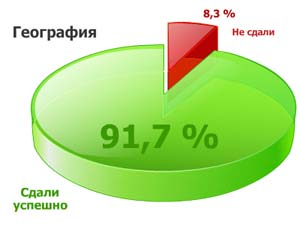 География
8,3 %
Не сдали
91,7 %
Сдали
успешно